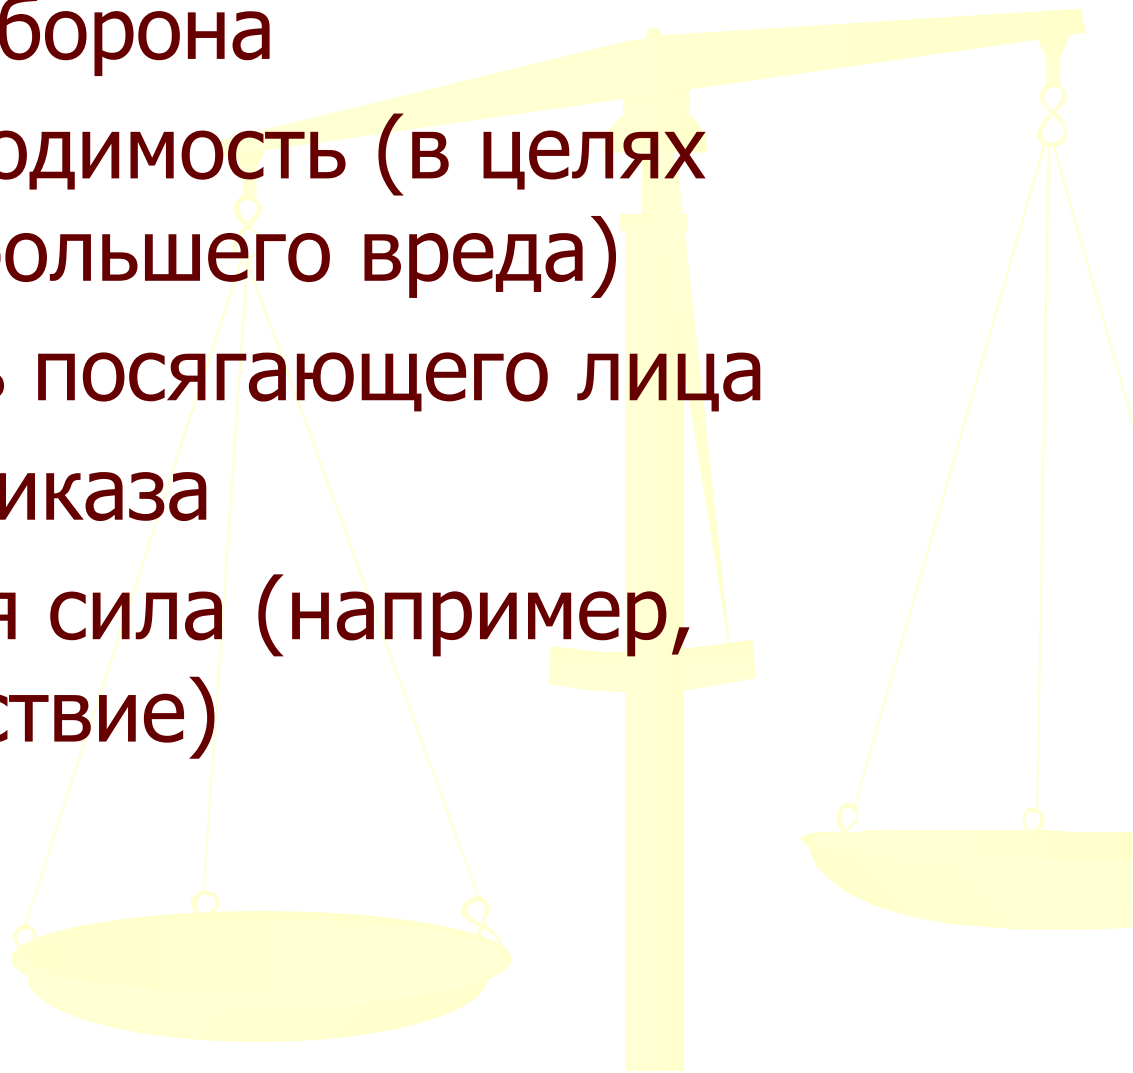 борона
одимость (в целях
ольшего вреда)
ь посягающего лица
иказа
я сила (например,
ствие)